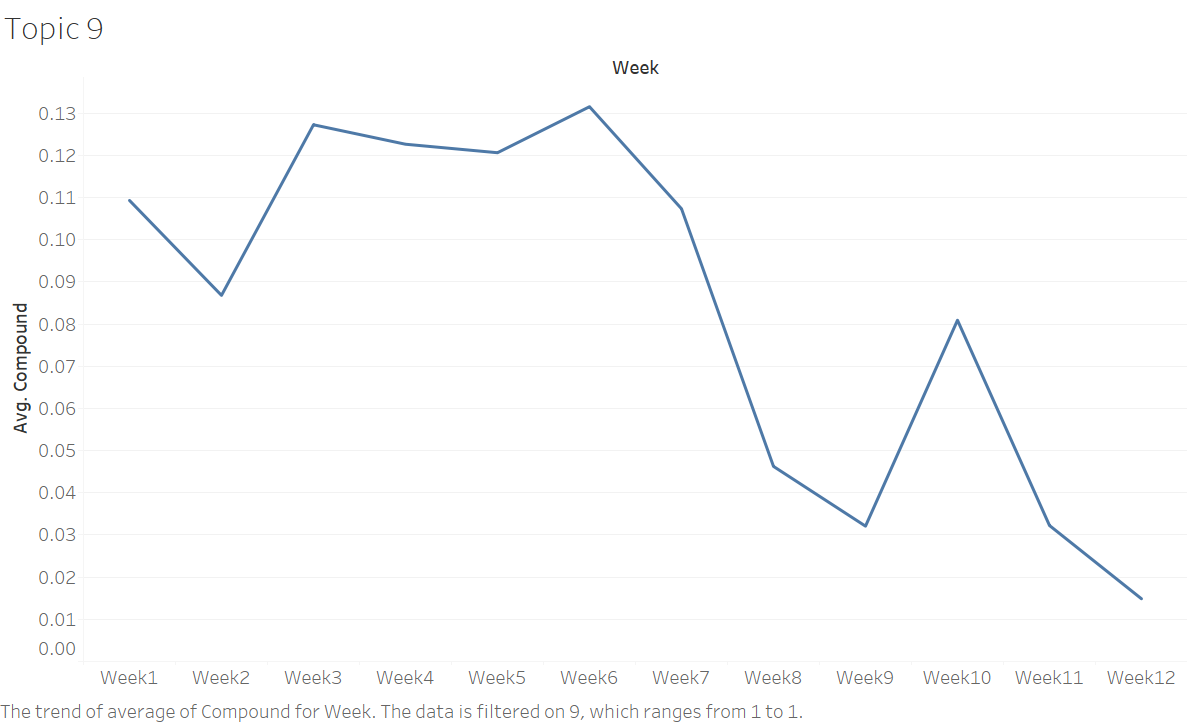 Topic 9
Week
0.13
0.12
0.11
0.10
0.09
0.08
0.07
0.06
0.05
0.04
0.03
0.02
0.01
0.00
Avg. Compound
Week1 Week2 Week3 Week4 Week5 Week6 Week7 Week8 Week9 Week10 Week11 Week12
The trend of average of Compound for Week. The data is filtered on 9, which ranges from 1 to 1.